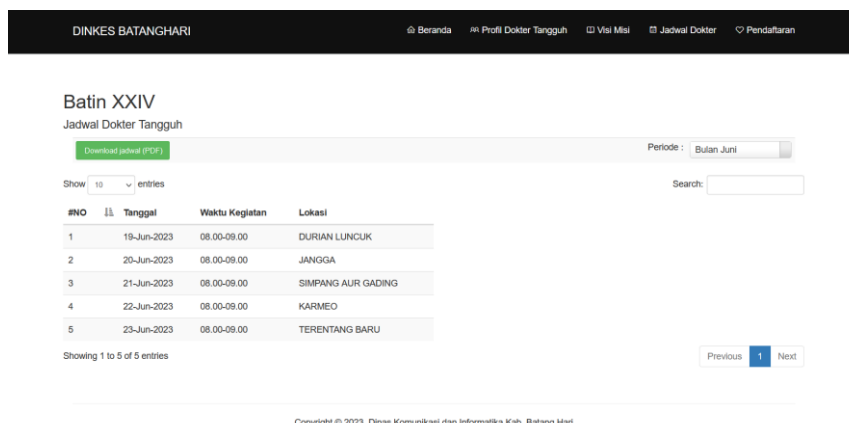 DINKES BATANGHARI Beranda Profil Dokter Tangguh Visi Misi Jadwal Dokter Pendaftaran
Batin XXIV
Jadwal Dokter Tangguh
Download jadwal (PDF) Periode : Bulan Juni
Show 10 entries Search:
#NO Tanggal Waktu Kegiatan Lokasi
1 19-Jun-2023 08.00-09.00 DURIAN LUNCUK
2 20-Jun-2023 08.00-09.00 JANGGA
3 21-Jun-2023 08.00-09.00 SIMPANG AUR GADING
4 22-Jun-2023 08.00-09.00 KARMEO
5 23-Jun-2023 08.00-09.00 TERENTANG BARU
Showing 1 to 5 of 5 entries Previous 1 Next
Copyright © 2023. Dinas Komunikasi dan Informatika Kab. Batang Hari